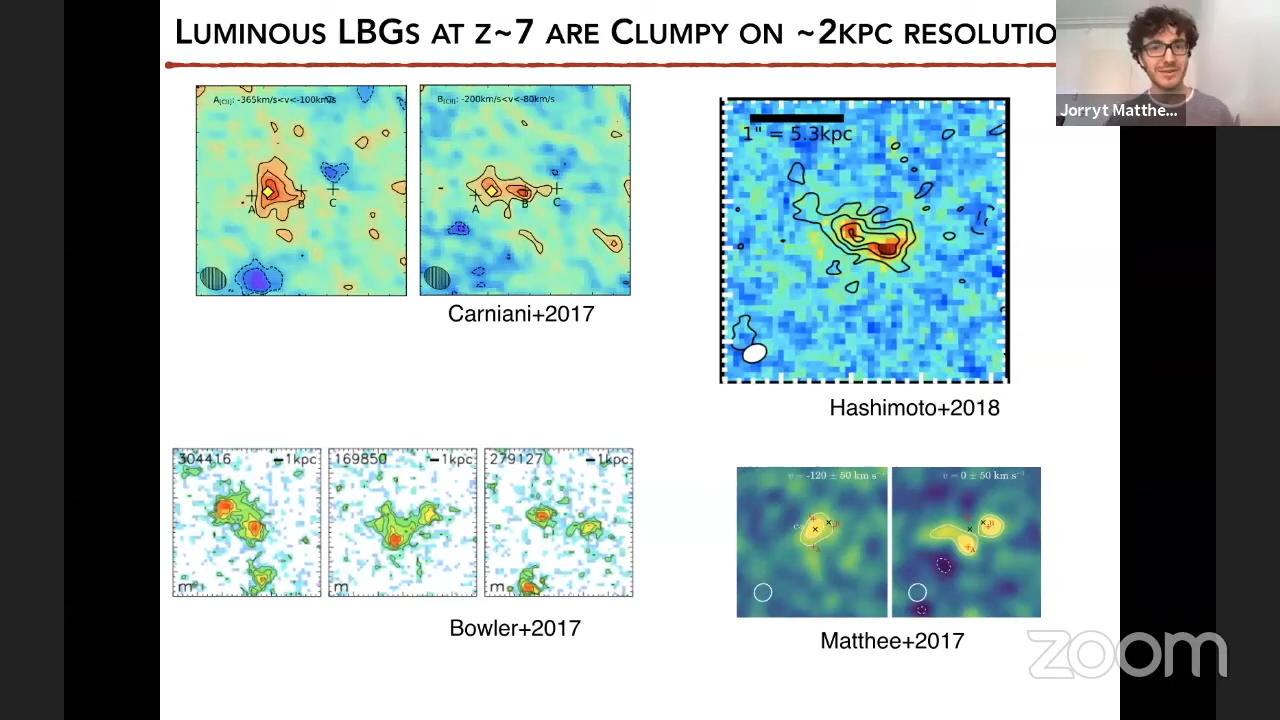 LUMINOUS LBGS AT Z~7 ARE CLUMPY ON ~2KPC RESOLUTIO
Jorryt Matthe...
A[CII]: -365km/s<v<-100km/s
B[CII]: -200km/s<v<-80km/s
A B C
A B C
1" = 5.3kpc
Carniani+2017
Hashimoto+2018
304416 1kpc
169850 1kpc
279127 1kpc
m
m
m
v = -120 ± 50 km s⁻¹
v = 0 ± 50 km s⁻¹
C B
A
B
A
Bowler+2017
Matthee+2017
zoom